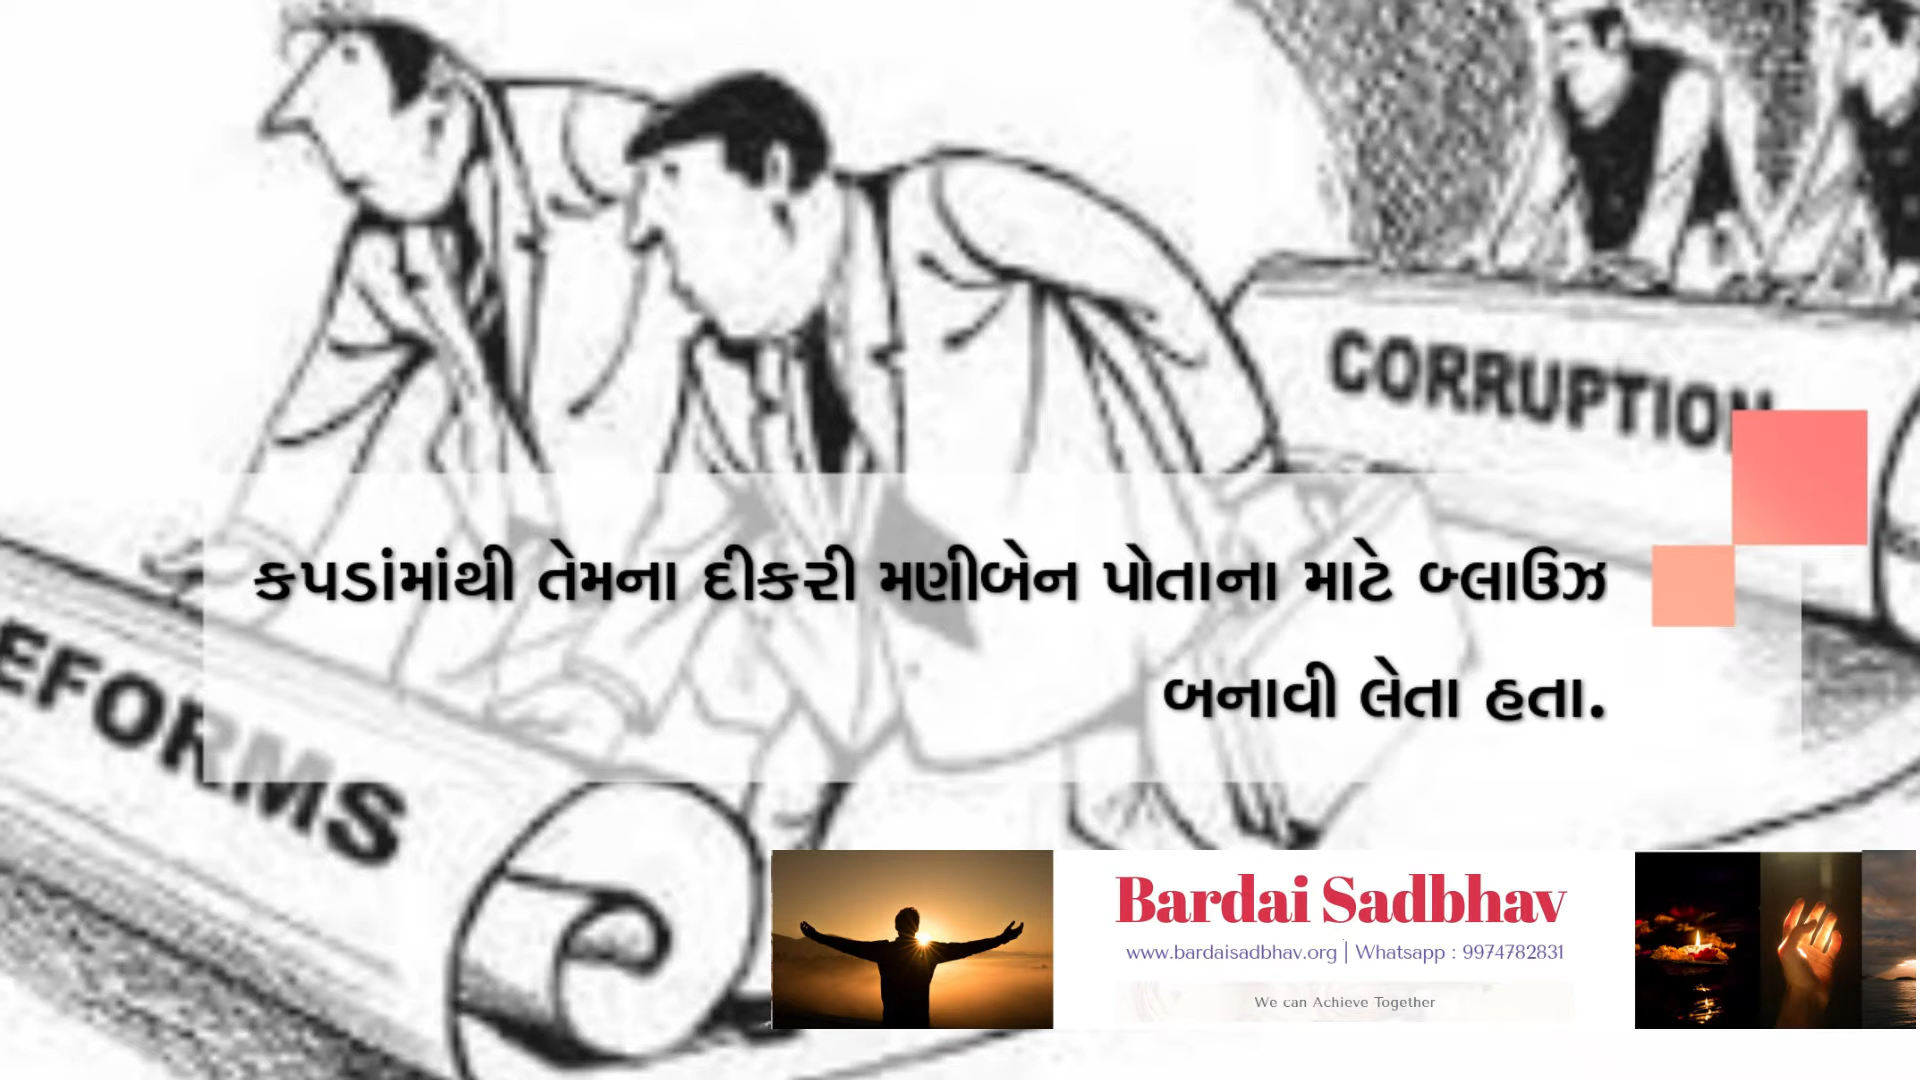 CORRUPTION
કપડાંમાંથી તેમના દીકરી મણીબેન પોતાના માટે બ્લાઉઝ
બનાવી લેતા હતા.
EFORMS
Bardai Sadbhav
www.bardaisadbhav.org | Whatsapp : 9974782831
We can Achieve Together